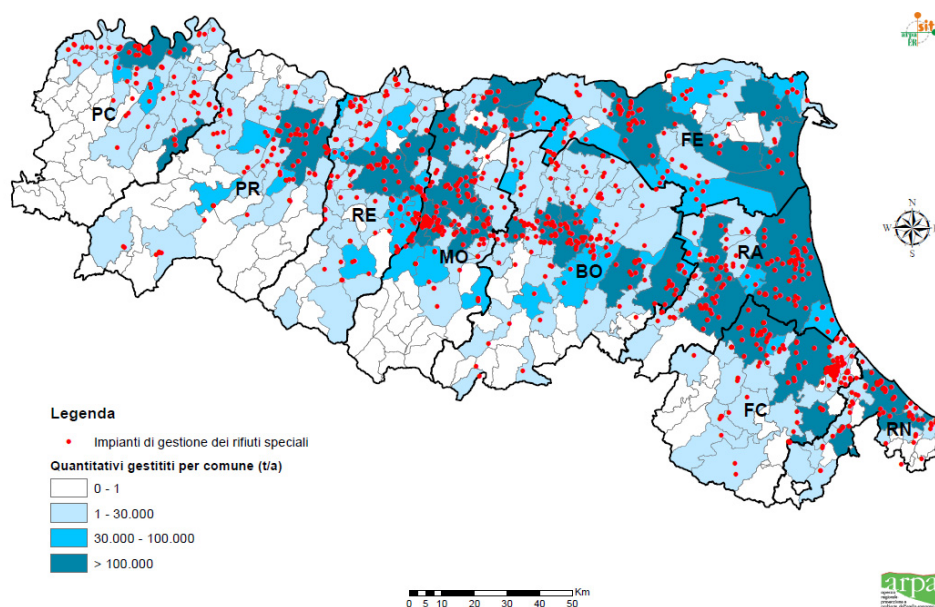 sit
arpa
PC
FE
PR
RE
MO
BO
RA
FC
RN
N
W
S
Legenda
Impianti di gestione dei rifiuti speciali
Quantitativi gestititi per comune (t/a)
0 - 1
1 - 30.000
30.000 - 100.000
> 100.000
Km
0 5 10 20 30 40 50
arpa